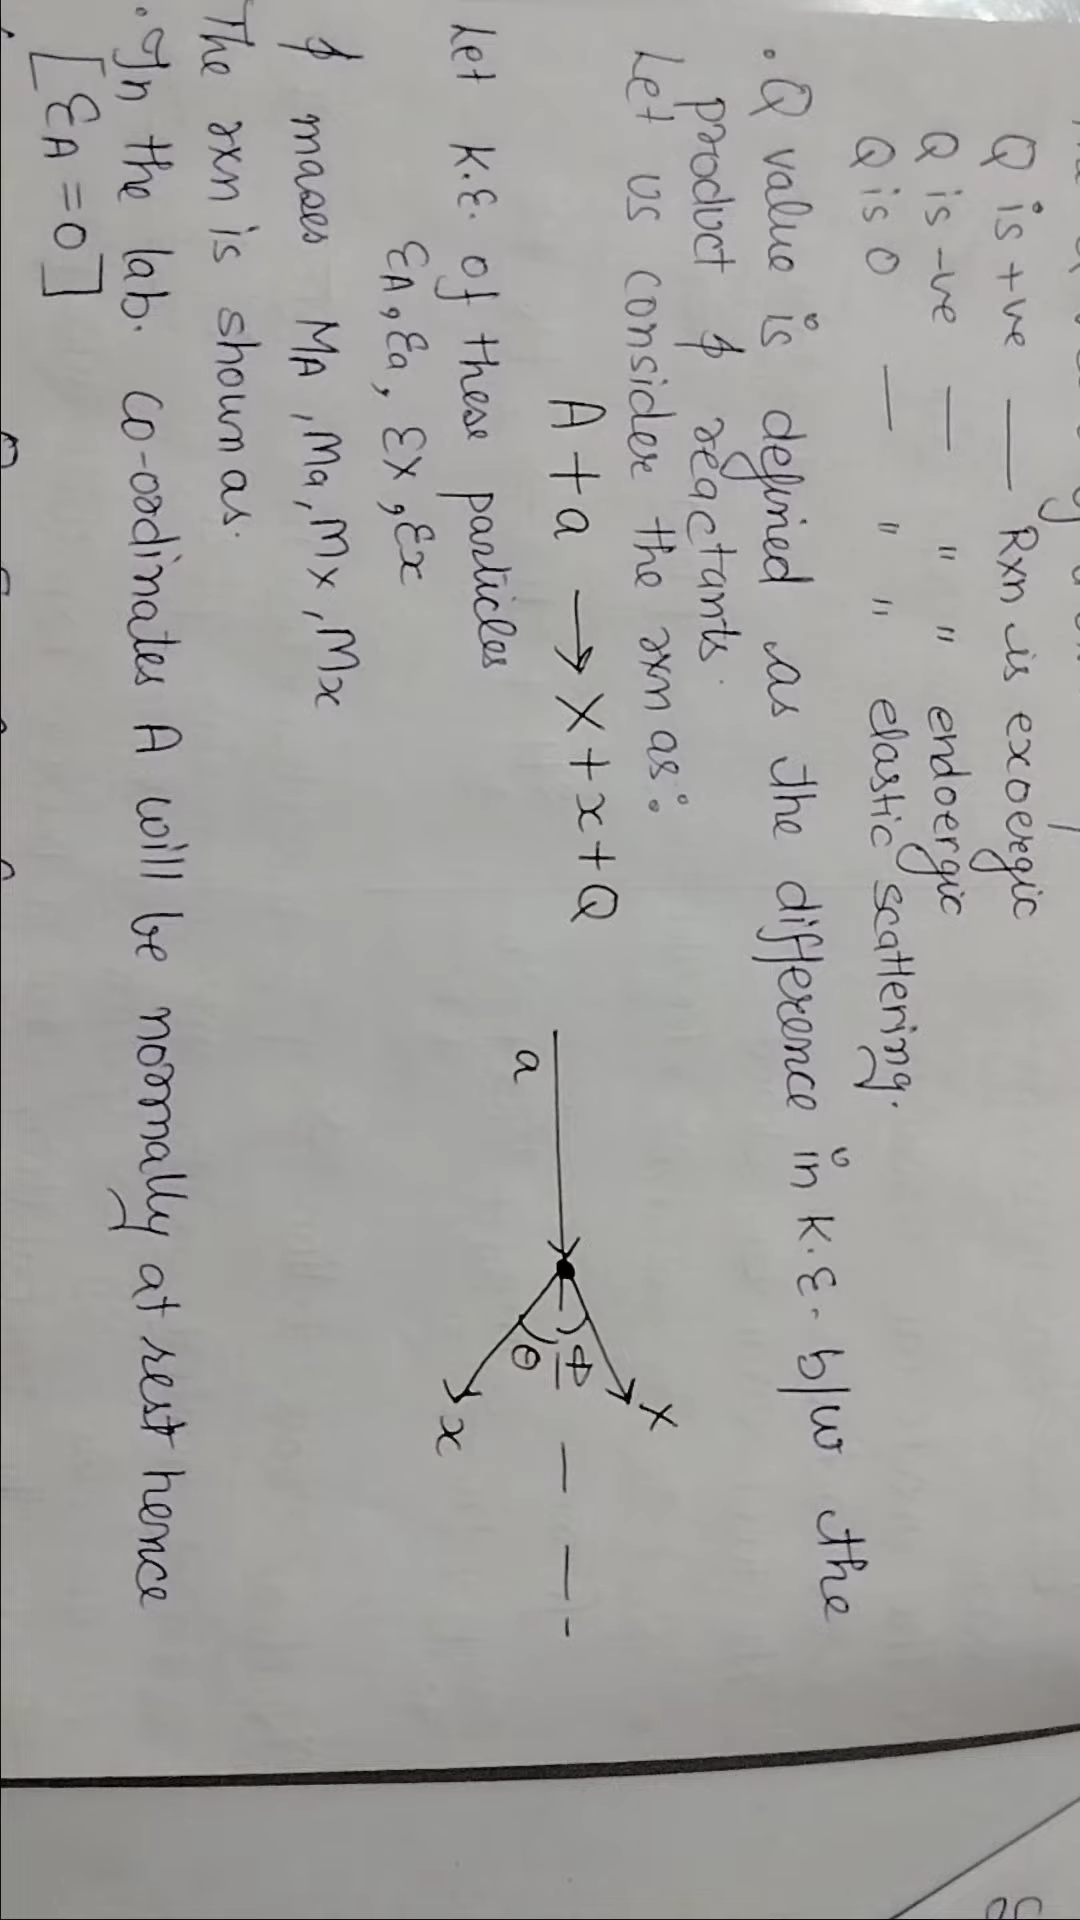 Q is +ve — Rxn is exoergic
Q is -ve — " " endoergic
Q is 0 — " " elastic scattering.
. Q value is defined as the difference in K.E. b/w the
product & reactants.
Let us consider the rxn as:
A + a → X + x + Q
Let K.E. of these particles
EA, Ea, EX, Ex
& masses MA, Ma, MX, Mx
The rxn is shown as.
a
X
Φ
θ
x
. In the lab. co-ordinates A will be normally at rest hence
[EA = 0]